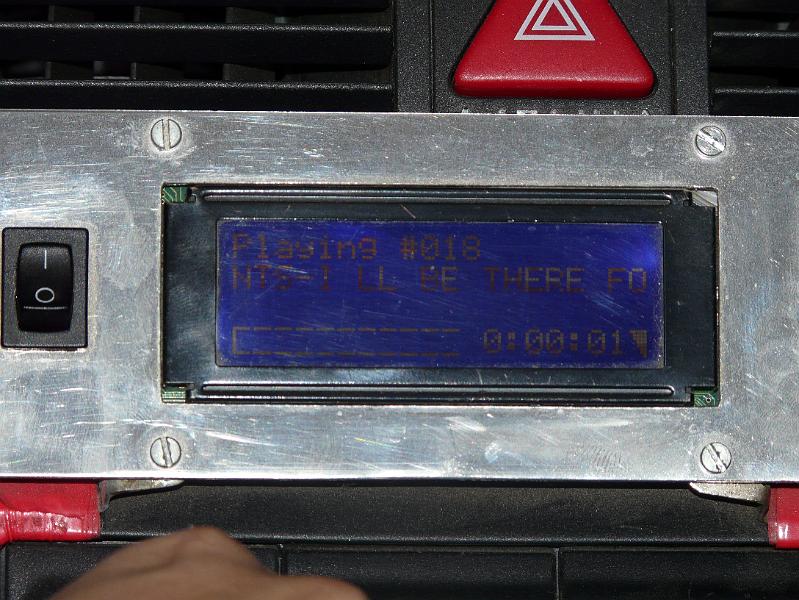 Playing #018
NTS-I LL BE THERE FO
0:00:01